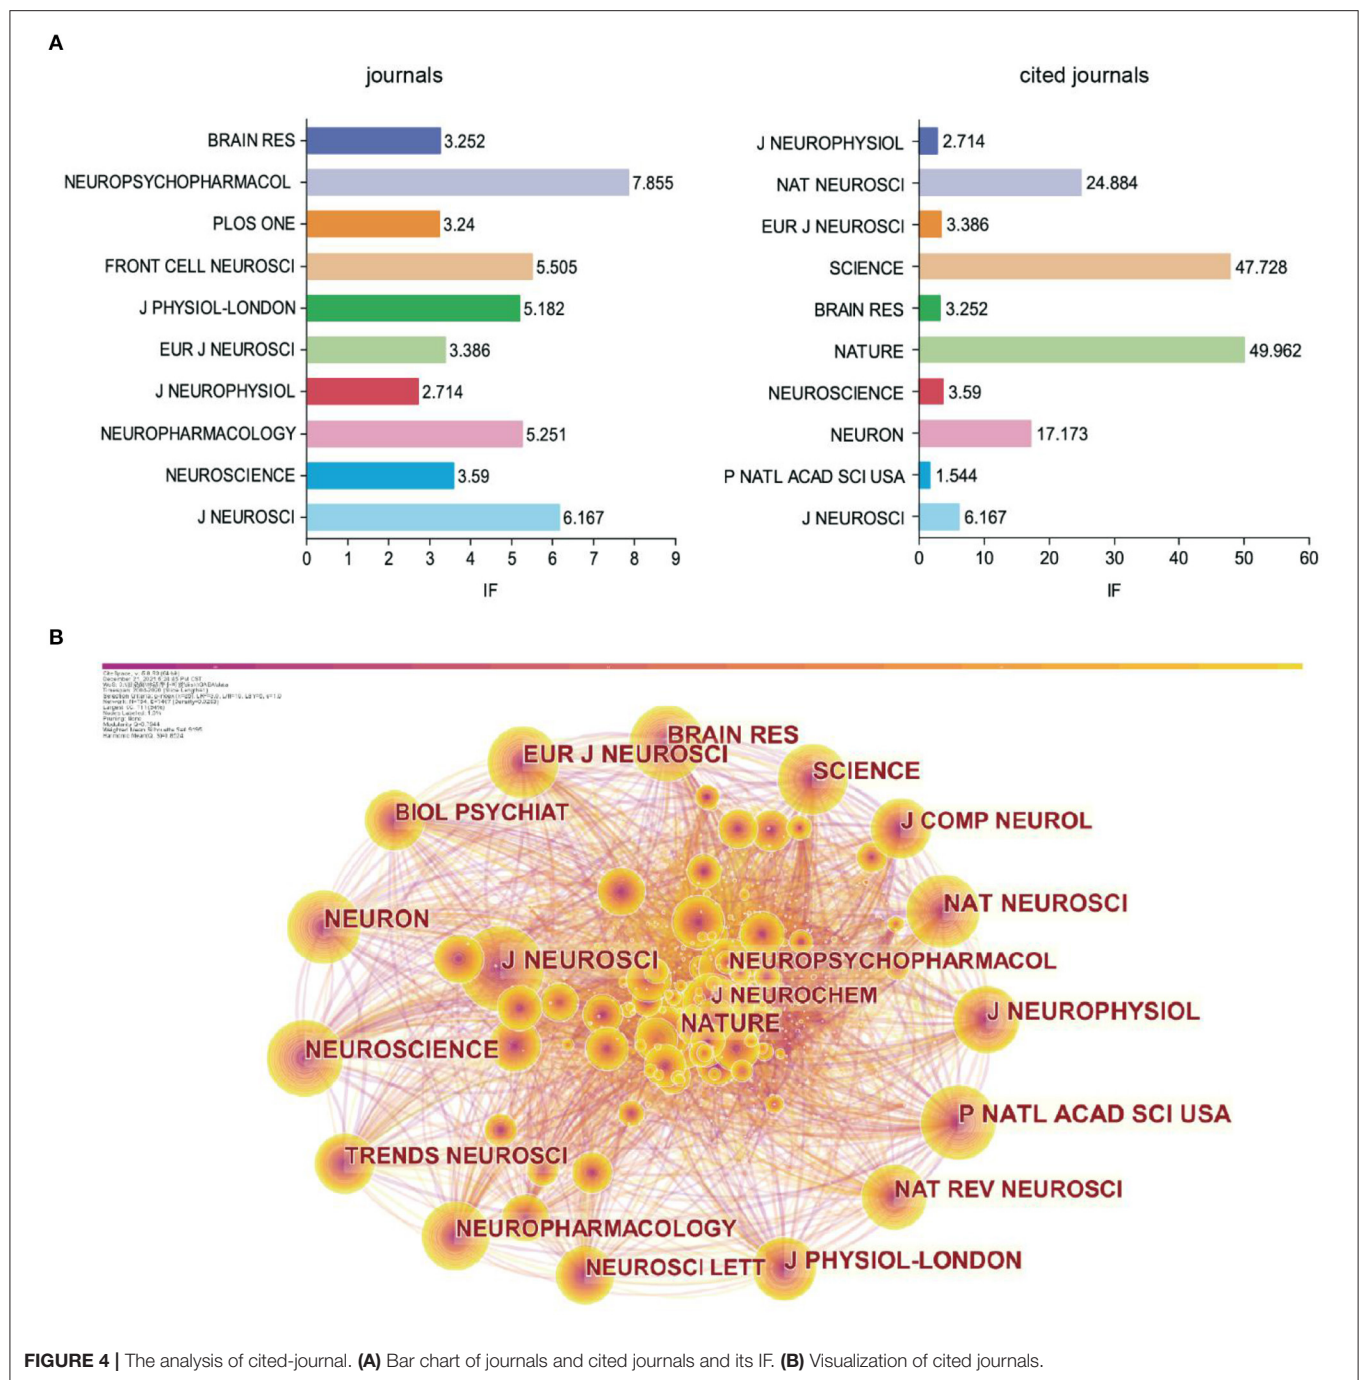 A
journals
BRAIN RES
3.252
NEUROPSYCHOPHARMACOL
7.855
PLOS ONE
3.24
FRONT CELL NEUROSCI
5.505
J PHYSIOL-LONDON
5.182
EUR J NEUROSCI
3.386
J NEUROPHYSIOL
2.714
NEUROPHARMACOLOGY
5.251
NEUROSCIENCE
3.59
J NEUROSCI
6.167
0 1 2 3 4 5 6 7 8 9
IF
cited journals
J NEUROPHYSIOL
2.714
NAT NEUROSCI
24.884
EUR J NEUROSCI
3.386
SCIENCE
47.728
BRAIN RES
3.252
NATURE
49.962
NEUROSCIENCE
3.59
NEURON
17.173
P NATL ACAD SCI USA
1.544
J NEUROSCI
6.167
0 10 20 30 40 50 60
IF
B
BRAIN RES
EUR J NEUROSCI
SCIENCE
BIOL PSYCHIAT
J COMP NEUROL
NAT NEUROSCI
NEURON
J NEUROSCI
NEUROPSYCHOPHARMACOL
J NEUROCHEM
J NEUROPHYSIOL
NATURE
NEUROSCIENCE
P NATL ACAD SCI USA
TRENDS NEUROSCI
NAT REV NEUROSCI
NEUROPHARMACOLOGY
NEUROSCI LETT
J PHYSIOL-LONDON
FIGURE 4 | The analysis of cited-journal. (A) Bar chart of journals and cited journals and its IF. (B) Visualization of cited journals.